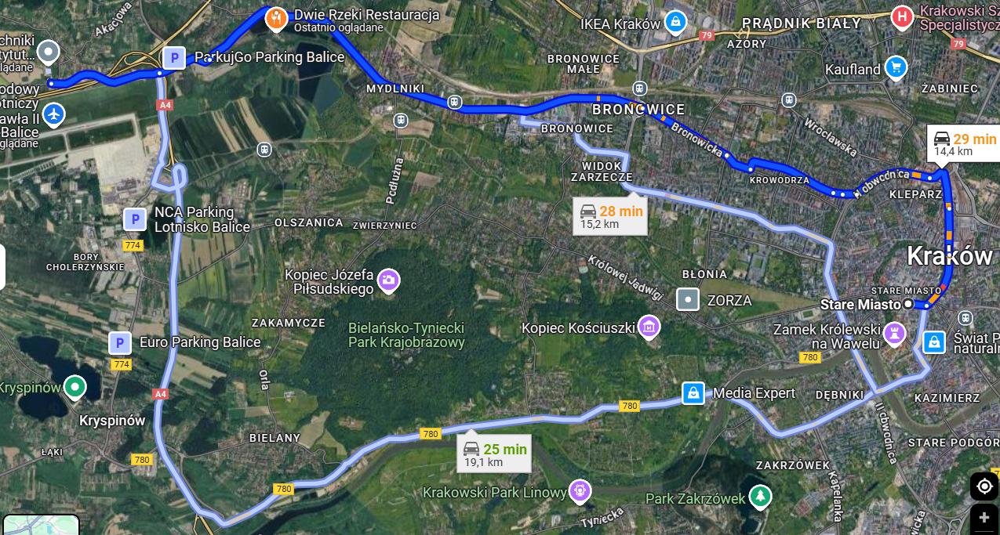 Akacjowa
Dwie Rzeki Restauracja
Ostatnio oglądane
IKEA Kraków
79
PRĄDNIK BIAŁY
AZORY
Krakowski Sz
Specjalistycz
79
chniki
tytut...
lądane
P
ParkujGo Parking Balice
BRONOWICE
MAŁE
Kaufland
ŻABINIEC
odowy
otniczy
awła II
Balice
glądane
A4
MYDLNIKI
BRONOWICE
BRONOWICE
Bronowicka
Wrocławska
29 min
14,4 km
Podłużna
WIDOK
ZARZECZE
KROWODRZA
II obwodnica
KLEPARZ
28 min
15,2 km
P
NCA Parking
Lotnisko Balice
774
OLSZANICA
ZWIERZYNIEC
BORY
CHOLERZYŃSKIE
Kraków
Kopiec Józefa
Piłsudskiego
Królowej Jadwigi
BŁONIA
ZORZA
STARE MIASTO
Stare Miasto
ZAKAMYCZE
Bielańsko-Tyniecki
Park Krajobrazowy
Kopiec Kościuszki
Zamek Królewski
na Wawelu
Świat P
naturaln
P
Euro Parking Balice
774
780
Orla
Kryspinów
A4
Kryspinów
Media Expert
780
DĘBNIKI
KAZIMIERZ
II obwodnica
BIELANY
780
25 min
19,1 km
ŁĄKI
780
STARE PODGÓR
ZAKRZÓWEK
780
Krakowski Park Linowy
Park Zakrzówek
Kapelanka
Tyniecka